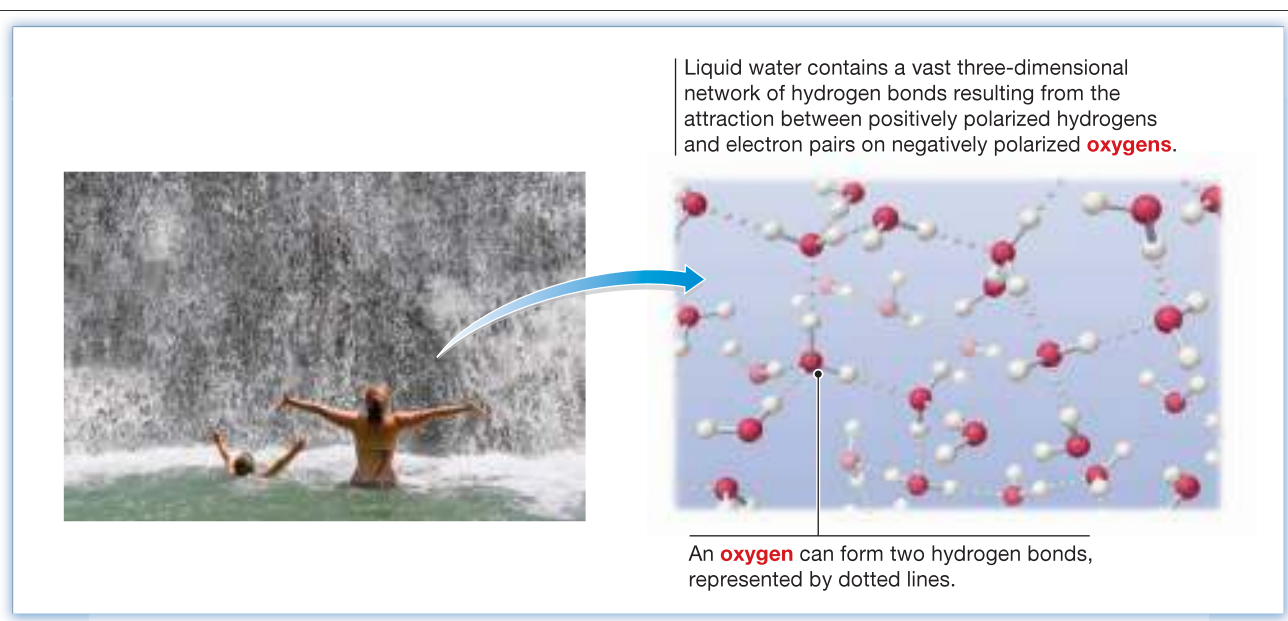 Liquid water contains a vast three-dimensional
network of hydrogen bonds resulting from the
attraction between positively polarized hydrogens
and electron pairs on negatively polarized oxygens.
An oxygen can form two hydrogen bonds,
represented by dotted lines.